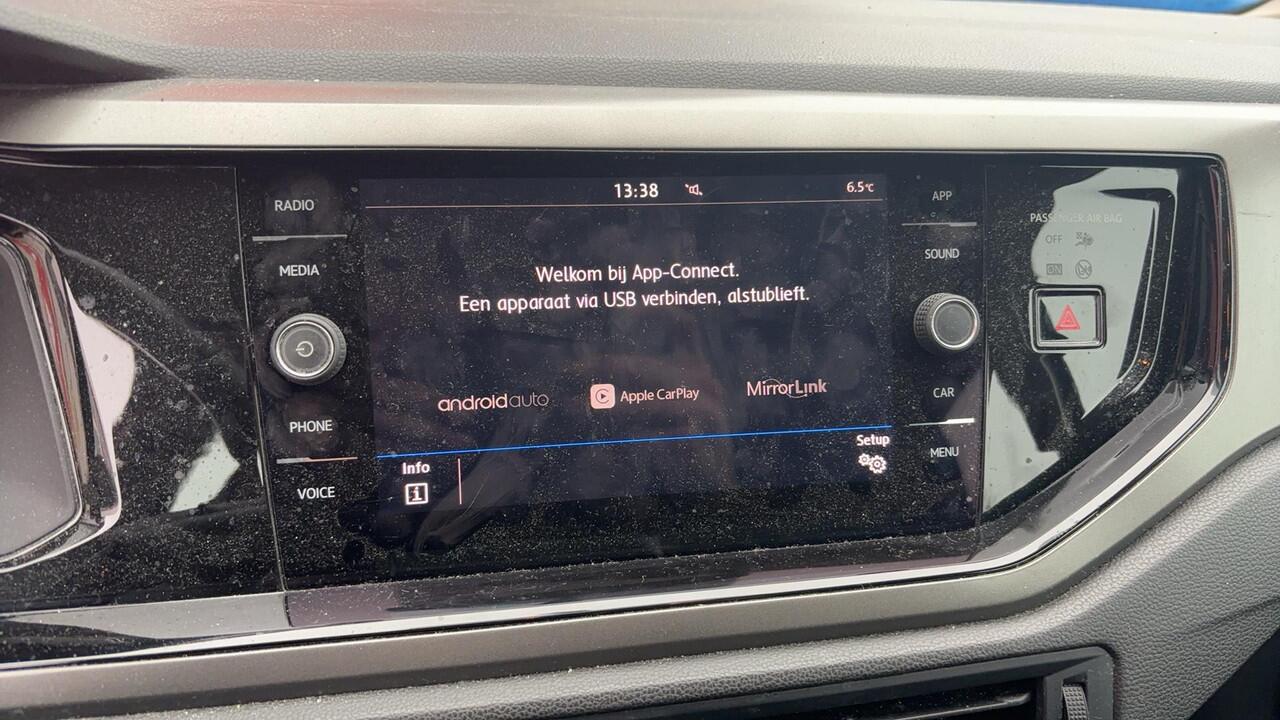 13:38
6.5°C
RADIO
MEDIA
PHONE
VOICE
Welkom bij App-Connect.
Een apparaat via USB verbinden, alstublieft.
androidauto
Apple CarPlay
MirrorLink
Info
i
Setup
APP
SOUND
CAR
MENU
PASSENGER AIR BAG
OFF
ON